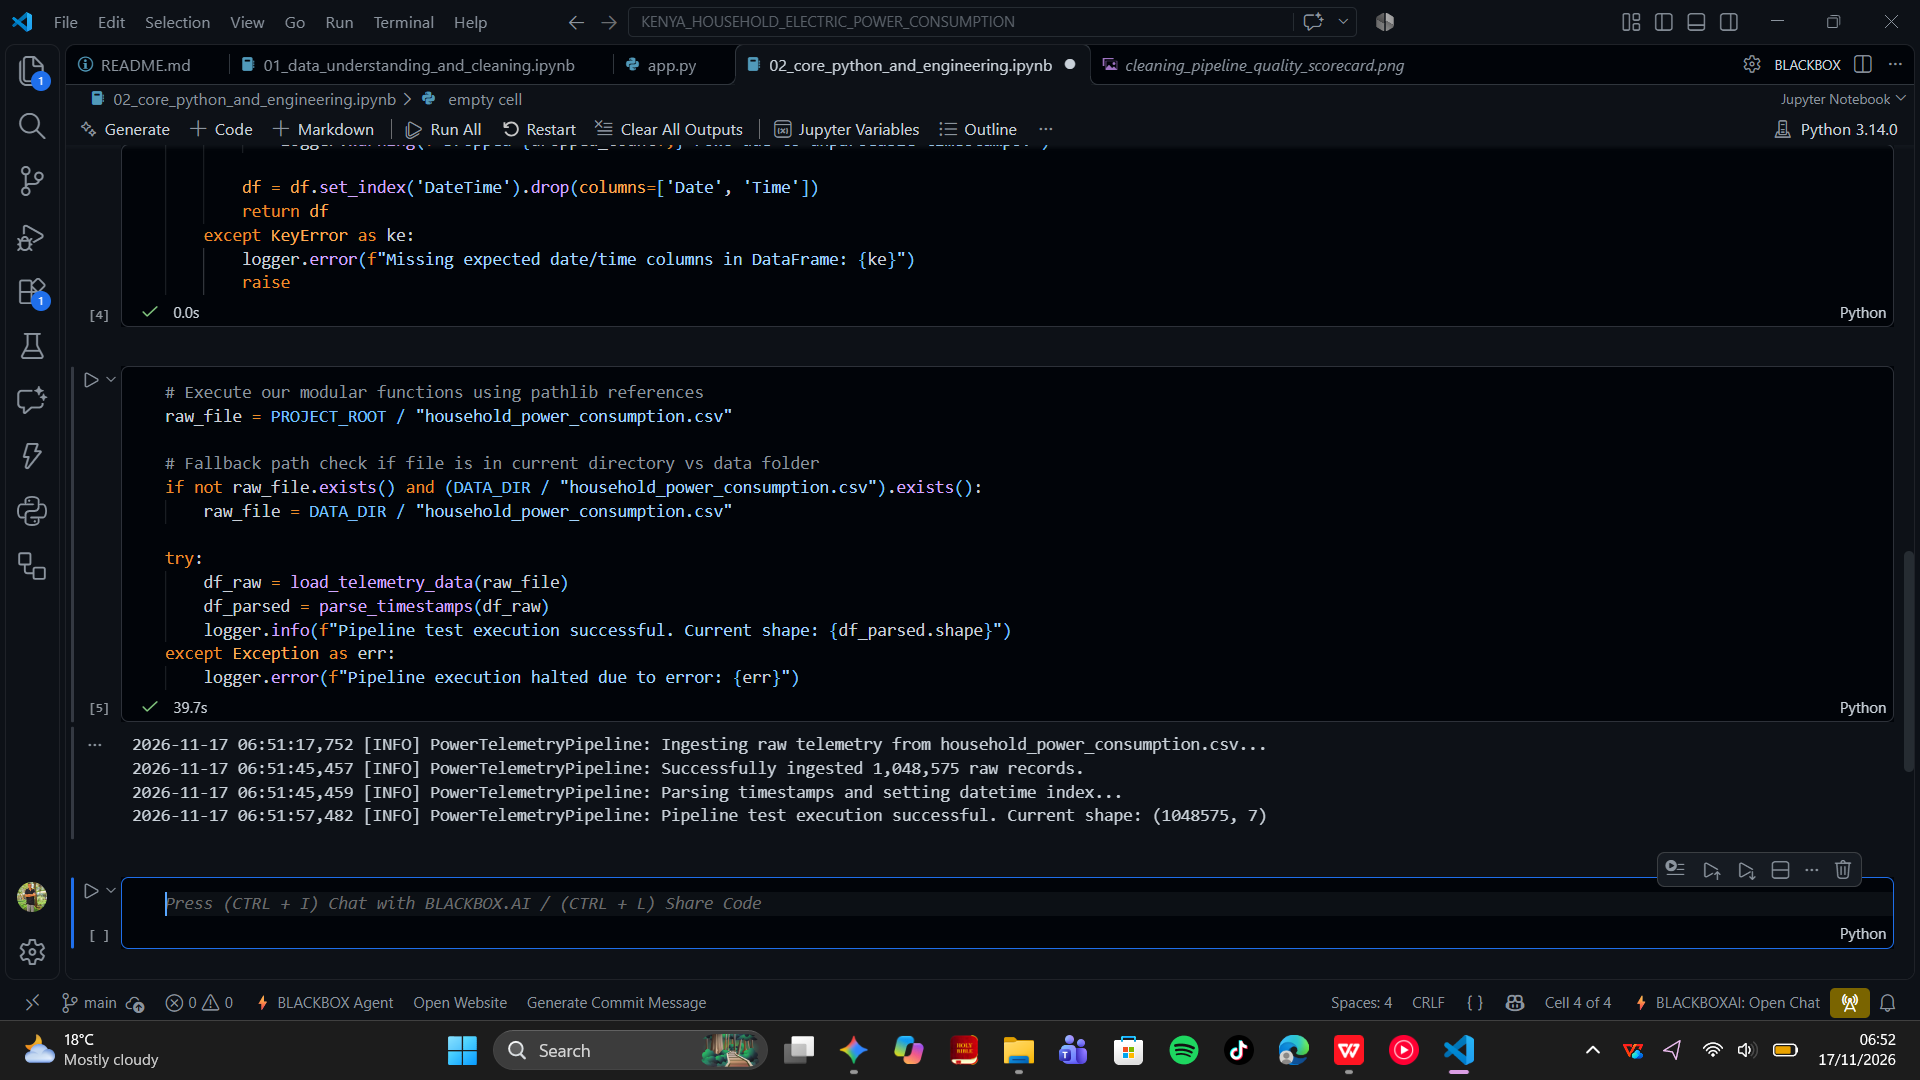 File Edit Selection View Go Run Terminal Help
KENYA_HOUSEHOLD_ELECTRIC_POWER_CONSUMPTION
README.md
01_data_understanding_and_cleaning.ipynb
app.py
02_core_python_and_engineering.ipynb
cleaning_pipeline_quality_scorecard.png
BLACKBOX
02_core_python_and_engineering.ipynb > empty cell
Jupyter Notebook
Generate + Code + Markdown Run All Restart Clear All Outputs Jupyter Variables Outline ...
Python 3.14.0
df = df.set_index('DateTime').drop(columns=['Date', 'Time'])
return df
except KeyError as ke:
logger.error(f"Missing expected date/time columns in DataFrame: {ke}")
raise
[4] 0.0s Python
# Execute our modular functions using pathlib references
raw_file = PROJECT_ROOT / "household_power_consumption.csv"
# Fallback path check if file is in current directory vs data folder
if not raw_file.exists() and (DATA_DIR / "household_power_consumption.csv").exists():
raw_file = DATA_DIR / "household_power_consumption.csv"
try:
df_raw = load_telemetry_data(raw_file)
df_parsed = parse_timestamps(df_raw)
logger.info(f"Pipeline test execution successful. Current shape: {df_parsed.shape}")
except Exception as err:
logger.error(f"Pipeline execution halted due to error: {err}")
[5] 39.7s Python
2026-11-17 06:51:17,752 [INFO] PowerTelemetryPipeline: Ingesting raw telemetry from household_power_consumption.csv...
2026-11-17 06:51:45,457 [INFO] PowerTelemetryPipeline: Successfully ingested 1,048,575 raw records.
2026-11-17 06:51:45,459 [INFO] PowerTelemetryPipeline: Parsing timestamps and setting datetime index...
2026-11-17 06:51:57,482 [INFO] PowerTelemetryPipeline: Pipeline test execution successful. Current shape: (1048575, 7)
Press (CTRL + I) Chat with BLACKBOX.AI / (CTRL + L) Share Code
[ ] Python
main 0 0 BLACKBOX Agent Open Website Generate Commit Message
Spaces: 4 CRLF { } Cell 4 of 4 BLACKBOXAI: Open Chat
18°C
Mostly cloudy
Search
HOLY BIBLE
06:52
17/11/2026